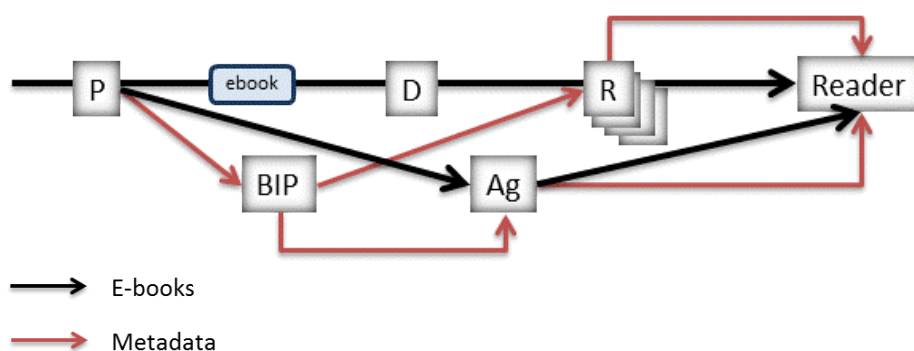 P
ebook
D
R
Reader
BIP
Ag
E-books
Metadata